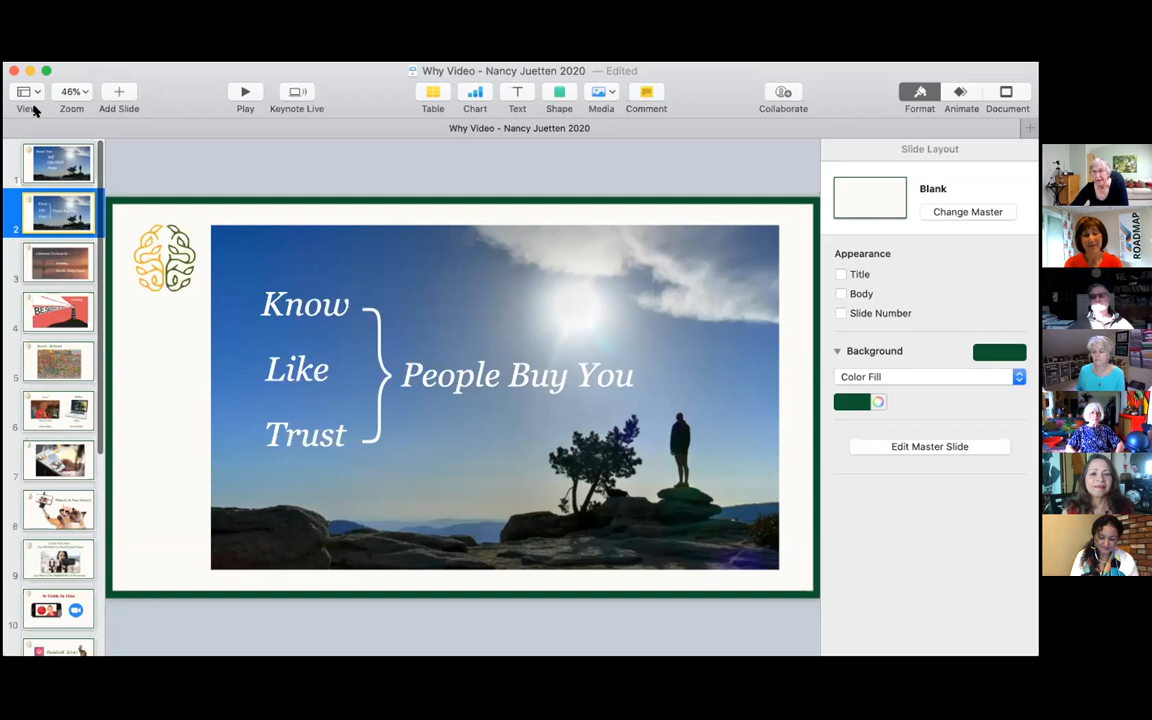 Why Video - Nancy Juetten 2020 — Edited
46%
View Zoom Add Slide Play Keynote Live Table Chart Text Shape Media Comment Collaborate Format Animate Document
Why Video - Nancy Juetten 2020
Slide Layout
Blank
Change Master
Appearance
Title
Body
Slide Number
Background
Color Fill
Edit Master Slide
Know
Like
Trust
People Buy You
1
2
3
4
5
6
7
8
9
10
ROADMAP